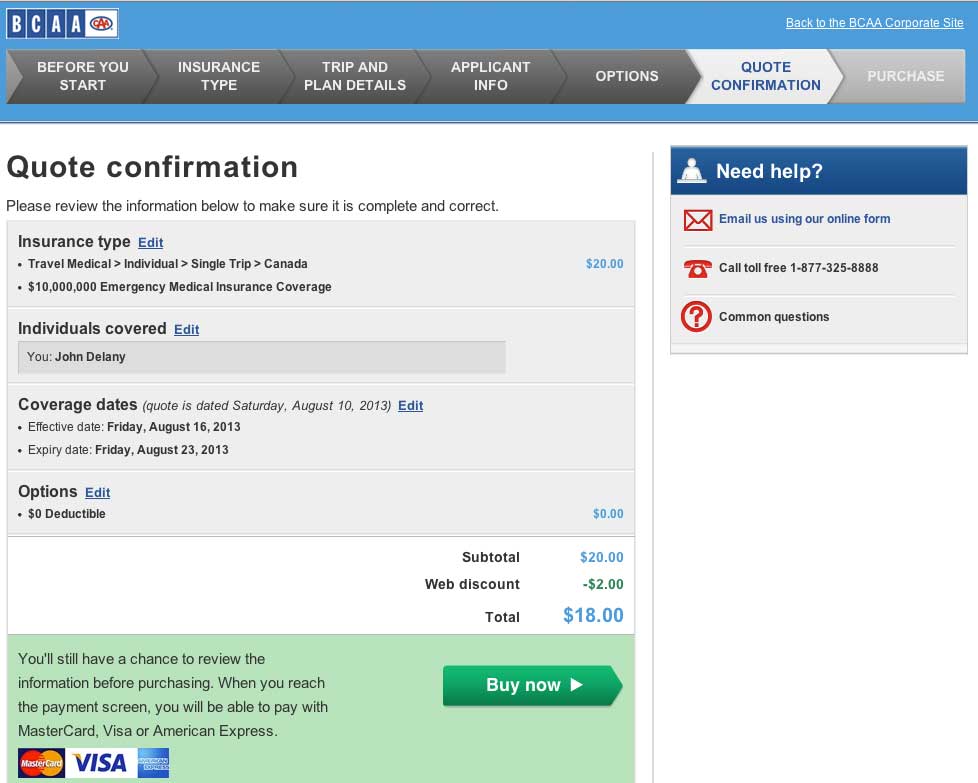 BCAA CAA
Back to the BCAA Corporate Site
BEFORE YOU START
INSURANCE TYPE
TRIP AND PLAN DETAILS
APPLICANT INFO
OPTIONS
QUOTE CONFIRMATION
PURCHASE
Quote confirmation
Please review the information below to make sure it is complete and correct.
Insurance type Edit
• Travel Medical > Individual > Single Trip > Canada $20.00
• $10,000,000 Emergency Medical Insurance Coverage
Individuals covered Edit
You: John Delany
Coverage dates (quote is dated Saturday, August 10, 2013) Edit
• Effective date: Friday, August 16, 2013
• Expiry date: Friday, August 23, 2013
Options Edit
• $0 Deductible $0.00
Subtotal $20.00
Web discount -$2.00
Total $18.00
You'll still have a chance to review the
information before purchasing. When you reach
the payment screen, you will be able to pay with
MasterCard, Visa or American Express.
Buy now
MasterCard VISA AMERICAN EXPRESS
Need help?
Email us using our online form
Call toll free 1-877-325-8888
? Common questions